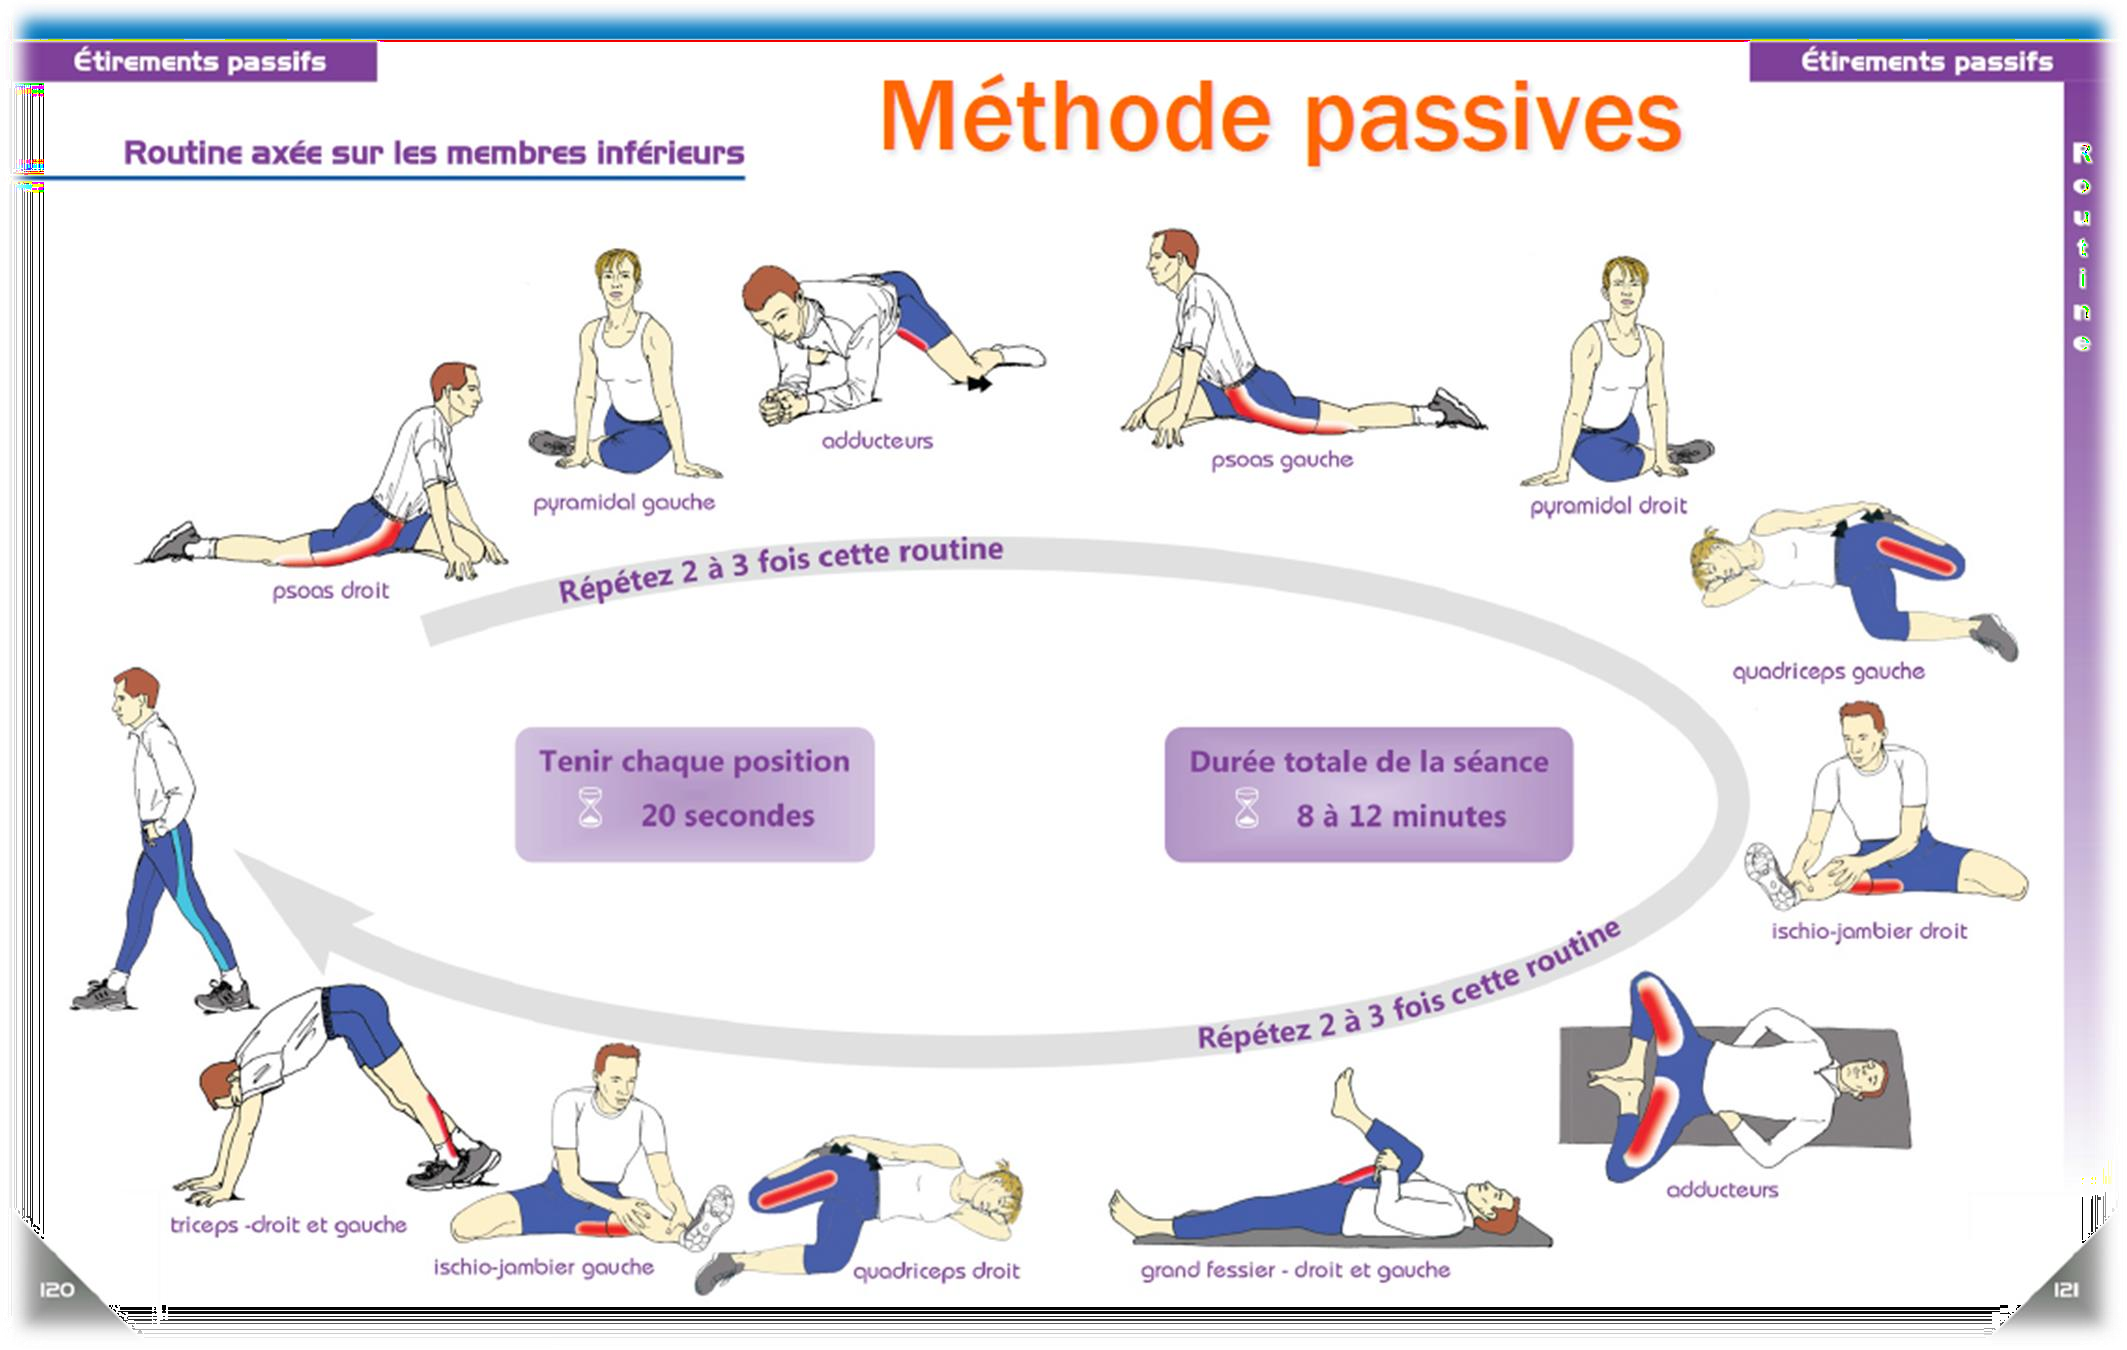 Étirements passifs
Étirements passifs
Méthode passives
Routine axée sur les membres inférieurs
Routine
psoas droit
pyramidal gauche
adducteurs
psoas gauche
pyramidal droit
quadriceps gauche
ischio-jambier droit
adducteurs
grand fessier - droit et gauche
quadriceps droit
ischio-jambier gauche
triceps -droit et gauche
Répétez 2 à 3 fois cette routine
Tenir chaque position
20 secondes
Durée totale de la séance
8 à 12 minutes
Répétez 2 à 3 fois cette routine
120
121